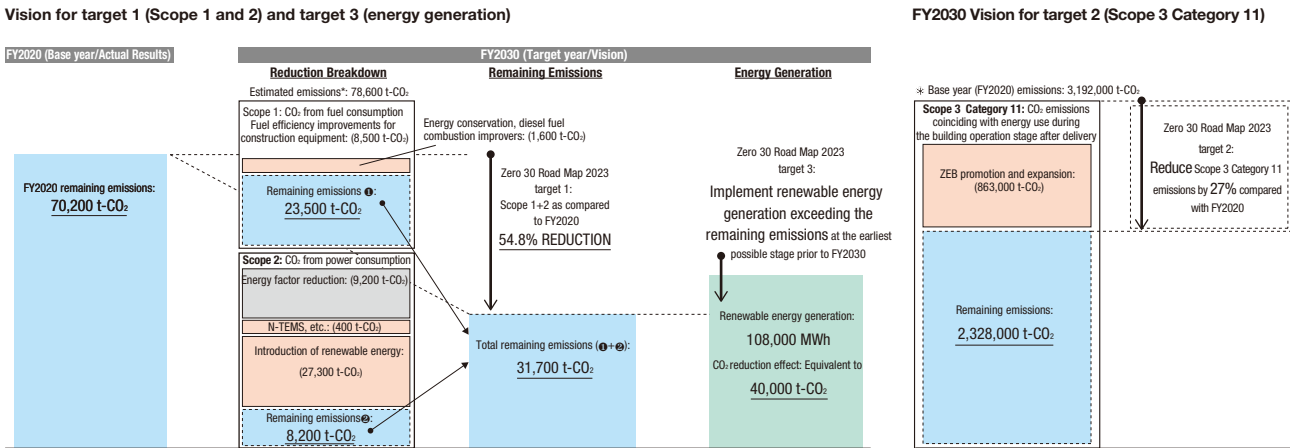 Vision for target 1 (Scope 1 and 2) and target 3 (energy generation)
FY2030 Vision for target 2 (Scope 3 Category 11)
FY2020 (Base year/Actual Results)
FY2030 (Target year/Vision)
Reduction Breakdown
Remaining Emissions
Energy Generation
Estimated emissions*: 78,600 t-CO₂
Scope 1: CO₂ from fuel consumption
Fuel efficiency improvements for
construction equipment: (8,500 t-CO₂)
Energy conservation, diesel fuel
combustion improvers: (1,600 t-CO₂)
FY2020 remaining emissions:
70,200 t-CO₂
Remaining emissions ❶:
23,500 t-CO₂
Scope 2: CO₂ from power consumption
Energy factor reduction: (9,200 t-CO₂)
N-TEMS, etc.: (400 t-CO₂)
Introduction of renewable energy:
(27,300 t-CO₂)
Remaining emissions❷:
8,200 t-CO₂
Zero 30 Road Map 2023
target 1:
Scope 1+2 as compared
to FY2020
54.8% REDUCTION
Total remaining emissions (❶+❷):
31,700 t-CO₂
Zero 30 Road Map 2023
target 3:
Implement renewable energy
generation exceeding the
remaining emissions at the earliest
possible stage prior to FY2030
Renewable energy generation:
108,000 MWh
CO₂ reduction effect: Equivalent to
40,000 t-CO₂
* Base year (FY2020) emissions: 3,192,000 t-CO₂
Scope 3 Category 11: CO₂ emissions
coinciding with energy use during
the building operation stage after delivery
ZEB promotion and expansion:
(863,000 t-CO₂)
Remaining emissions:
2,328,000 t-CO₂
Zero 30 Road Map 2023
target 2:
Reduce Scope 3 Category 11
emissions by 27% compared
with FY2020